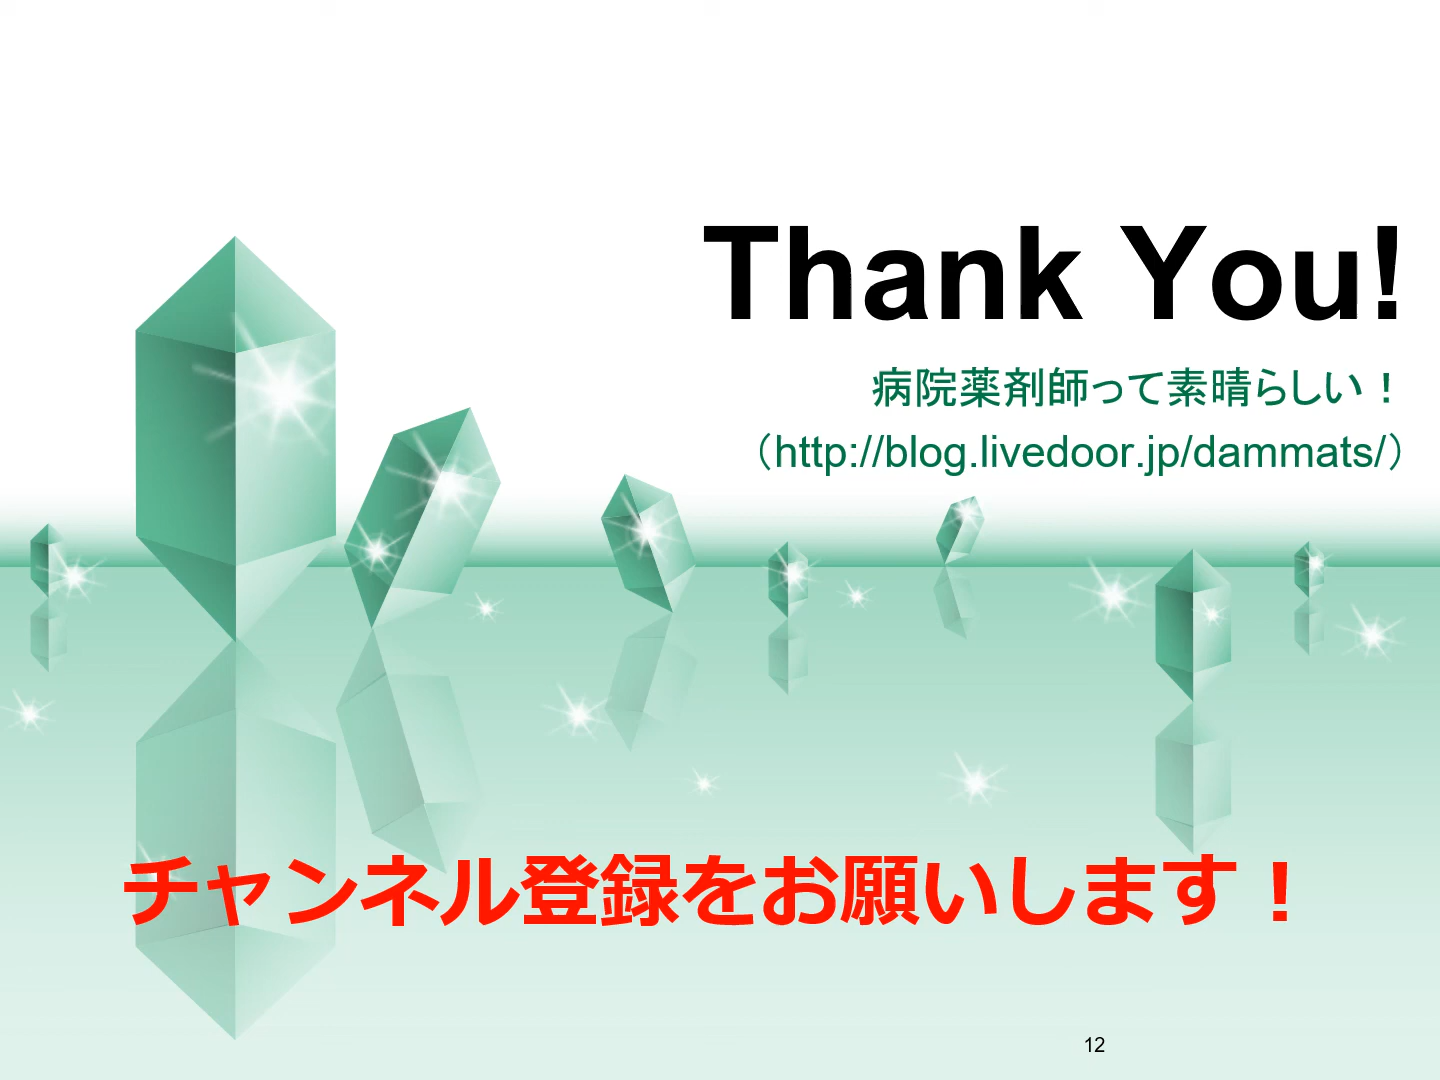 Thank You!
病院薬剤師って素晴らしい！
（http://blog.livedoor.jp/dammats/）
チャンネル登録をお願いします！
12